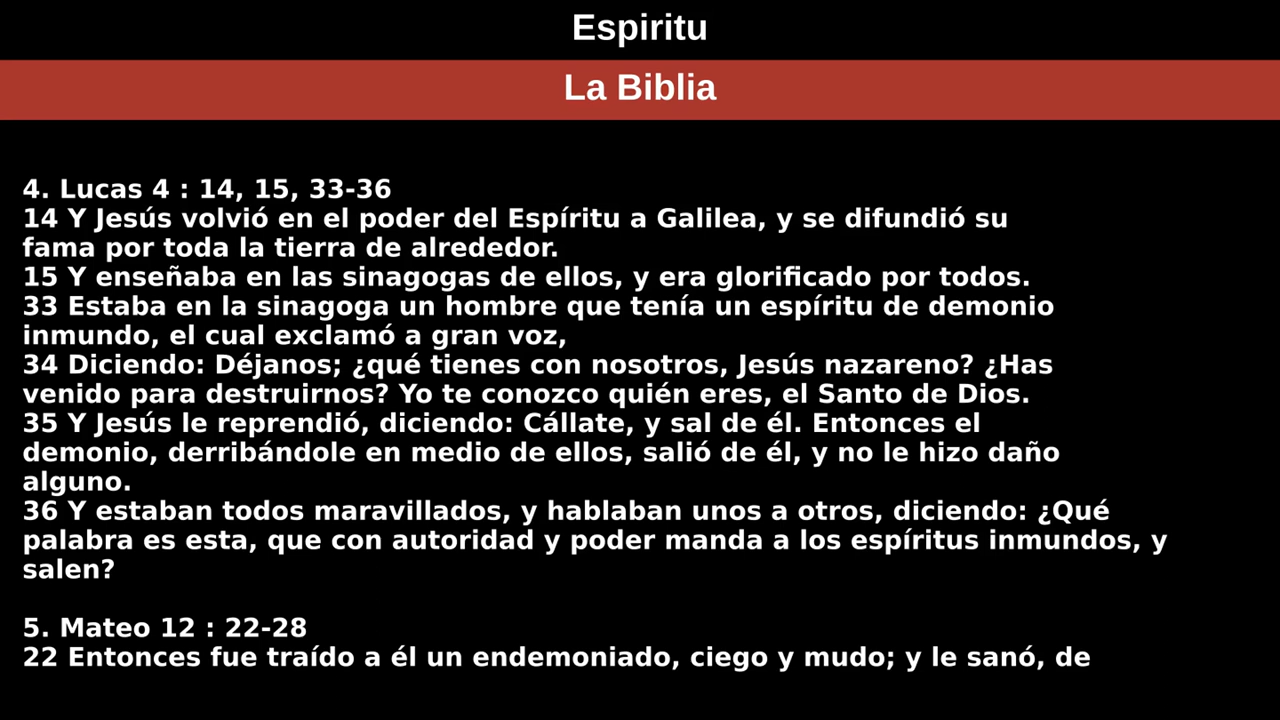 Espiritu
La Biblia
4. Lucas 4 : 14, 15, 33-36
14 Y Jesús volvió en el poder del Espíritu a Galilea, y se difundió su
fama por toda la tierra de alrededor.
15 Y enseñaba en las sinagogas de ellos, y era glorificado por todos.
33 Estaba en la sinagoga un hombre que tenía un espíritu de demonio
inmundo, el cual exclamó a gran voz,
34 Diciendo: Déjanos; ¿qué tienes con nosotros, Jesús nazareno? ¿Has
venido para destruirnos? Yo te conozco quién eres, el Santo de Dios.
35 Y Jesús le reprendió, diciendo: Cállate, y sal de él. Entonces el
demonio, derribándole en medio de ellos, salió de él, y no le hizo daño
alguno.
36 Y estaban todos maravillados, y hablaban unos a otros, diciendo: ¿Qué
palabra es esta, que con autoridad y poder manda a los espíritus inmundos, y
salen?
5. Mateo 12 : 22-28
22 Entonces fue traído a él un endemoniado, ciego y mudo; y le sanó, de